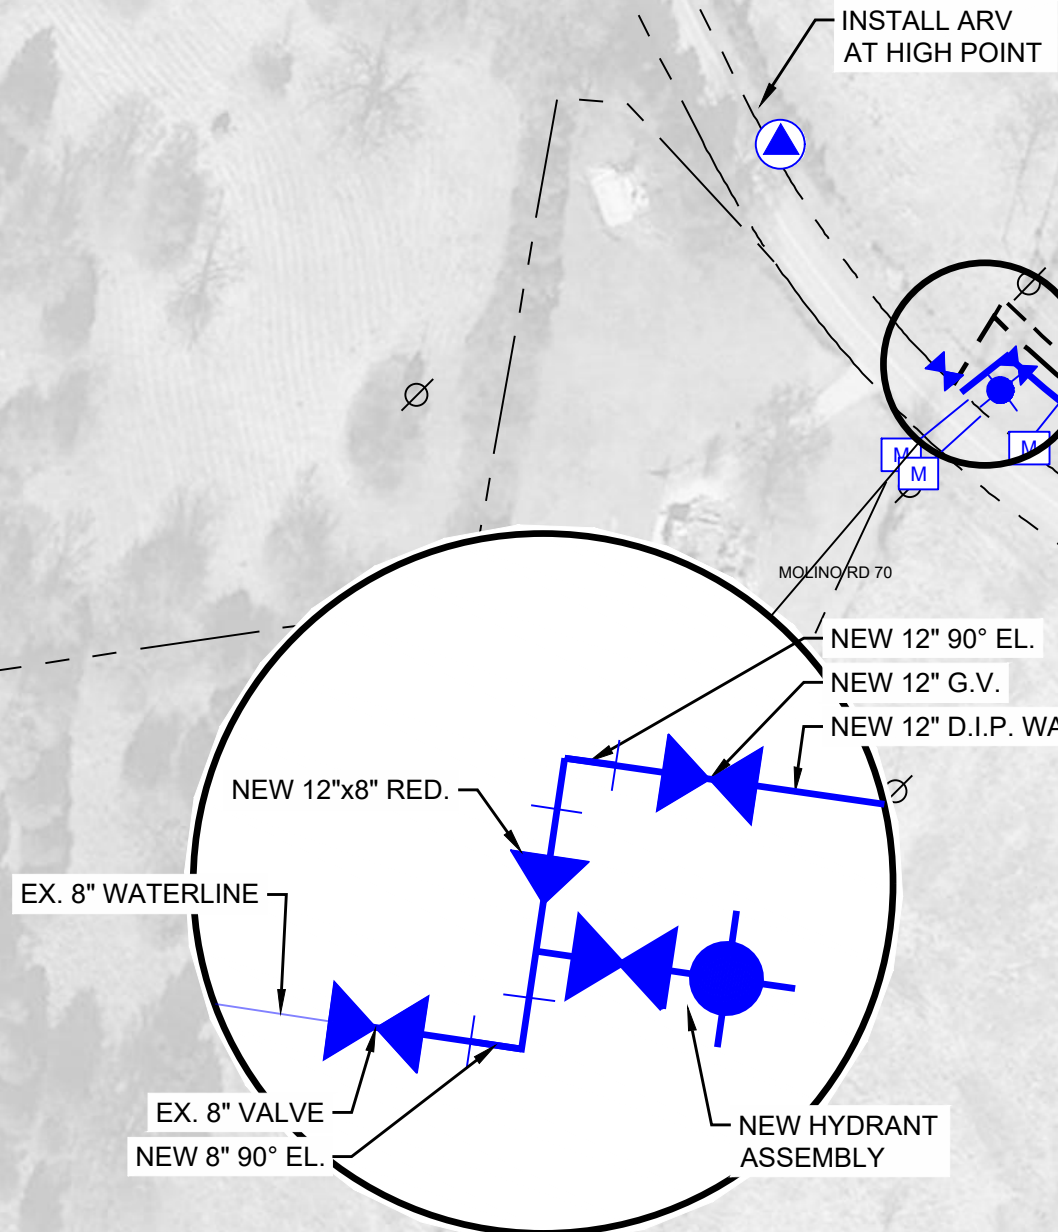 INSTALL ARV
AT HIGH POINT
M
M
M
MOLINO RD 70
NEW 12" 90° EL.
NEW 12" G.V.
NEW 12" D.I.P. WA
NEW 12"x8" RED.
EX. 8" WATERLINE
EX. 8" VALVE
NEW 8" 90° EL.
NEW HYDRANT
ASSEMBLY